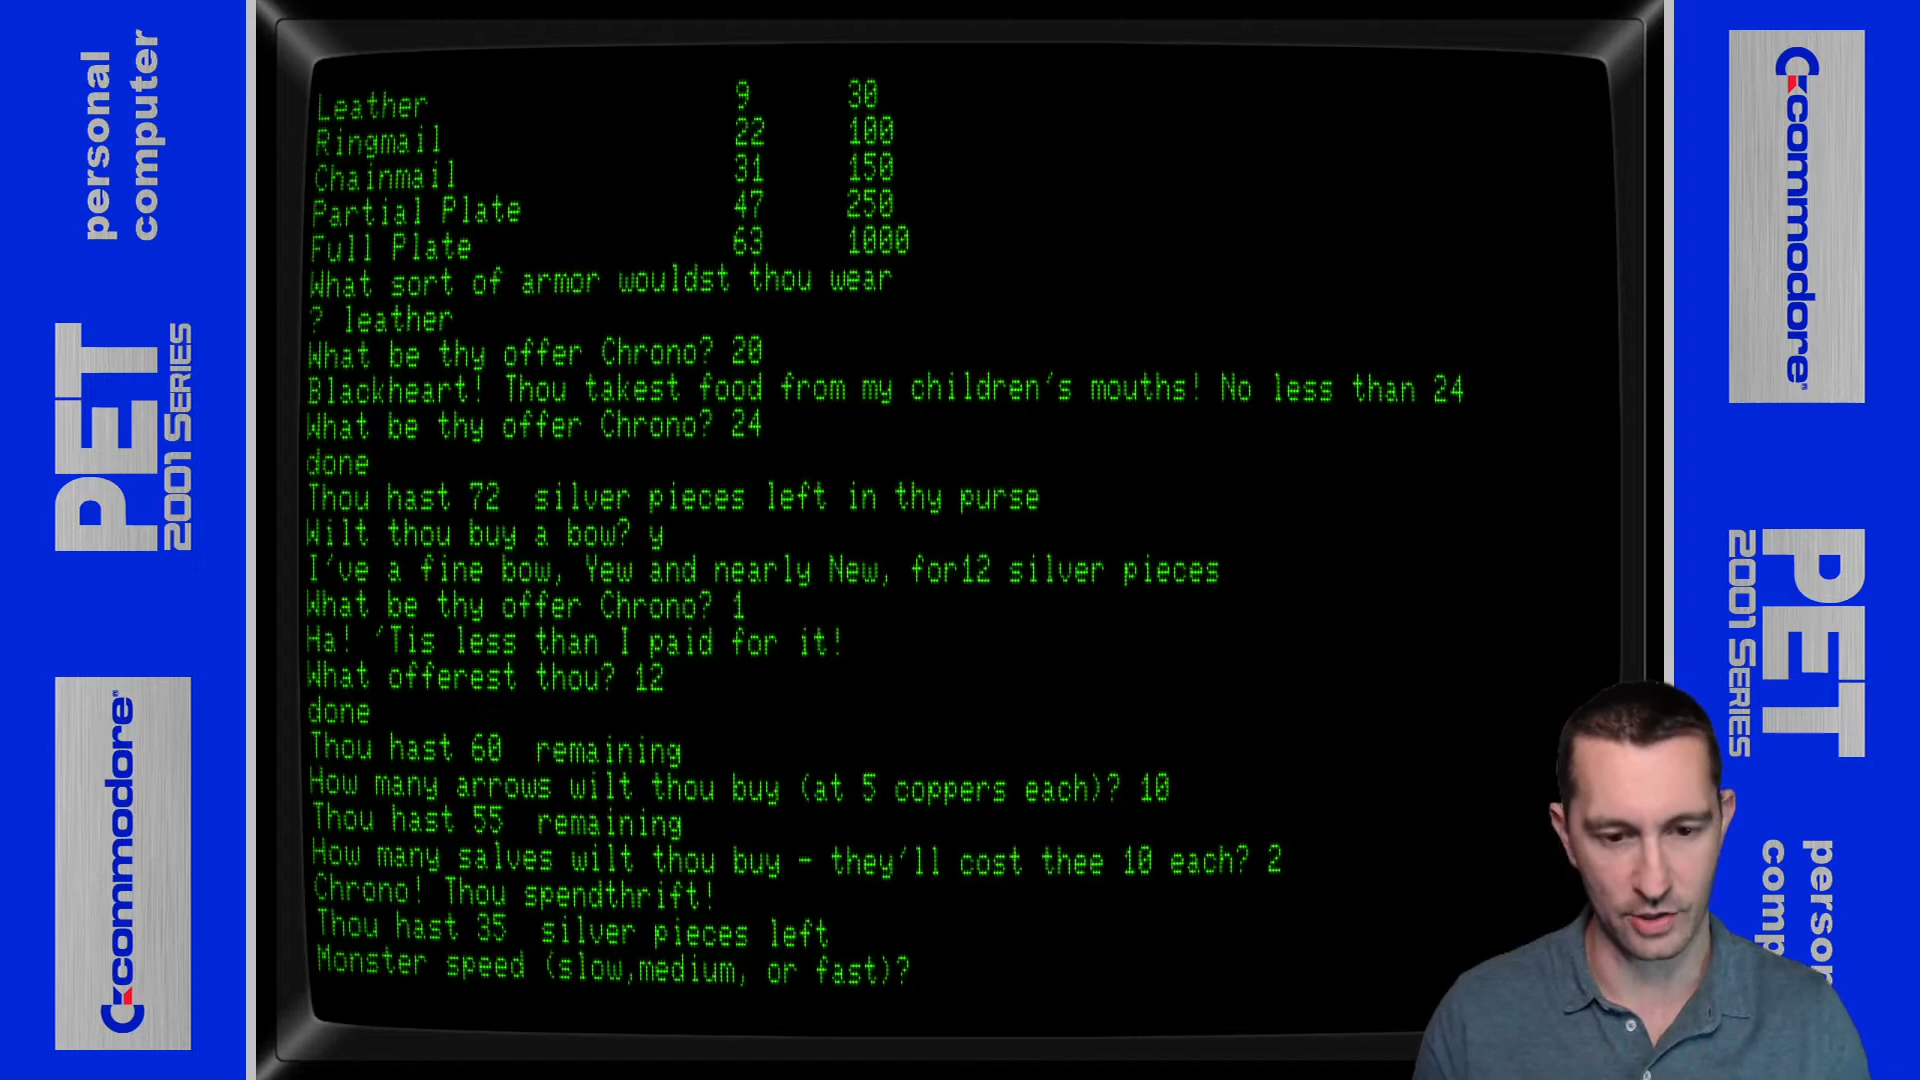 personal
computer
PET
2001 SERIES
commodore®
Leather 9 30
Ringmail 22 100
Chainmail 31 150
Partial Plate 47 250
Full Plate 63 1000
What sort of armor wouldst thou wear
? leather
What be thy offer Chrono? 20
Blackheart! Thou takest food from my children's mouths! No less than 24
What be thy offer Chrono? 24
done
Thou hast 72 silver pieces left in thy purse
Wilt thou buy a bow? y
I've a fine bow, Yew and nearly New, for12 silver pieces
What be thy offer Chrono? 1
Ha! 'Tis less than I paid for it!
What offerest thou? 12
done
Thou hast 60 remaining
How many arrows wilt thou buy (at 5 coppers each)? 10
Thou hast 55 remaining
How many salves wilt thou buy - they'll cost thee 10 each? 2
Chrono! Thou spendthrift!
Thou hast 35 silver pieces left
Monster speed (slow,medium, or fast)?
commodore®
PET
2001 SERIES
person
comp